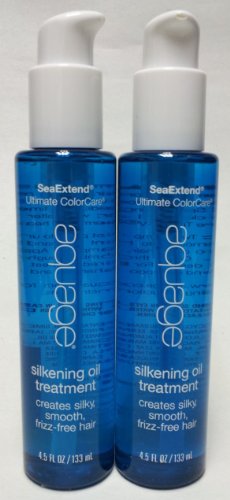 SeaExtend®
Ultimate ColorCare®
aquage®
silkening oil
treatment
creates silky,
smooth,
frizz-free hair
4.5 FL OZ / 133 mL
SeaExtend®
Ultimate ColorCare®
aquage®
silkening oil
treatment
creates silky,
smooth,
frizz-free hair
4.5 FL OZ / 133 mL